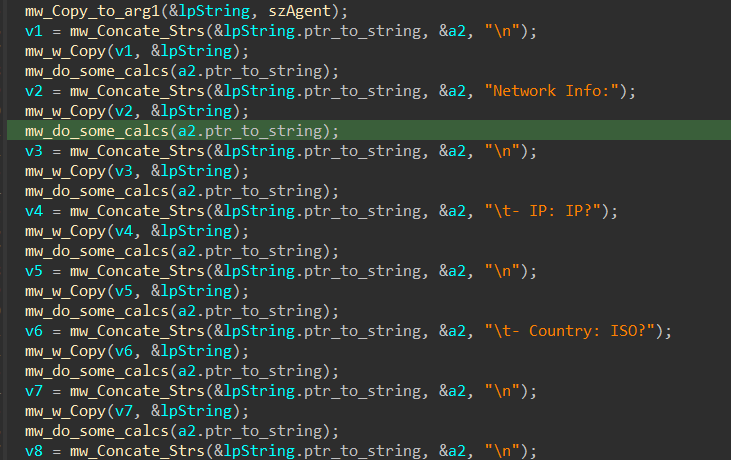 mw_Copy_to_arg1(&lpString, szAgent);
v1 = mw_Concate_Strs(&lpString.ptr_to_string, &a2, "\n");
mw_w_Copy(v1, &lpString);
mw_do_some_calcs(a2.ptr_to_string);
v2 = mw_Concate_Strs(&lpString.ptr_to_string, &a2, "Network Info:");
mw_w_Copy(v2, &lpString);
mw_do_some_calcs(a2.ptr_to_string);
v3 = mw_Concate_Strs(&lpString.ptr_to_string, &a2, "\n");
mw_w_Copy(v3, &lpString);
mw_do_some_calcs(a2.ptr_to_string);
v4 = mw_Concate_Strs(&lpString.ptr_to_string, &a2, "\t- IP: IP?");
mw_w_Copy(v4, &lpString);
mw_do_some_calcs(a2.ptr_to_string);
v5 = mw_Concate_Strs(&lpString.ptr_to_string, &a2, "\n");
mw_w_Copy(v5, &lpString);
mw_do_some_calcs(a2.ptr_to_string);
v6 = mw_Concate_Strs(&lpString.ptr_to_string, &a2, "\t- Country: ISO?");
mw_w_Copy(v6, &lpString);
mw_do_some_calcs(a2.ptr_to_string);
v7 = mw_Concate_Strs(&lpString.ptr_to_string, &a2, "\n");
mw_w_Copy(v7, &lpString);
mw_do_some_calcs(a2.ptr_to_string);
v8 = mw_Concate_Strs(&lpString.ptr_to_string, &a2, "\n");